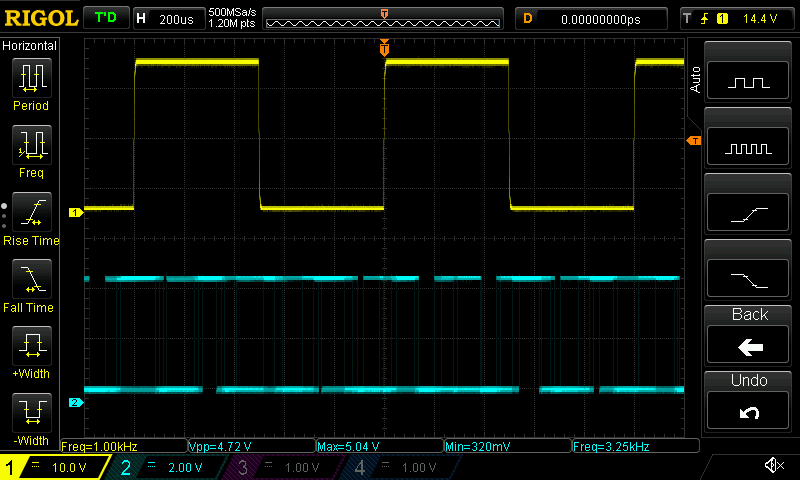 RIGOL T'D H 200us 500MSa/s 1.20M pts D 0.00000000ps T 1 14.4 V
Horizontal
Period
Freq
Rise Time
Fall Time
+Width
-Width
T
T
1
2
Auto
Back
Undo
Freq=1.00kHz Vpp=4.72 V Max=5.04 V Min=320mV Freq=3.25kHz
1 10.0 V 2 2.00 V 3 1.00 V 4 1.00 V